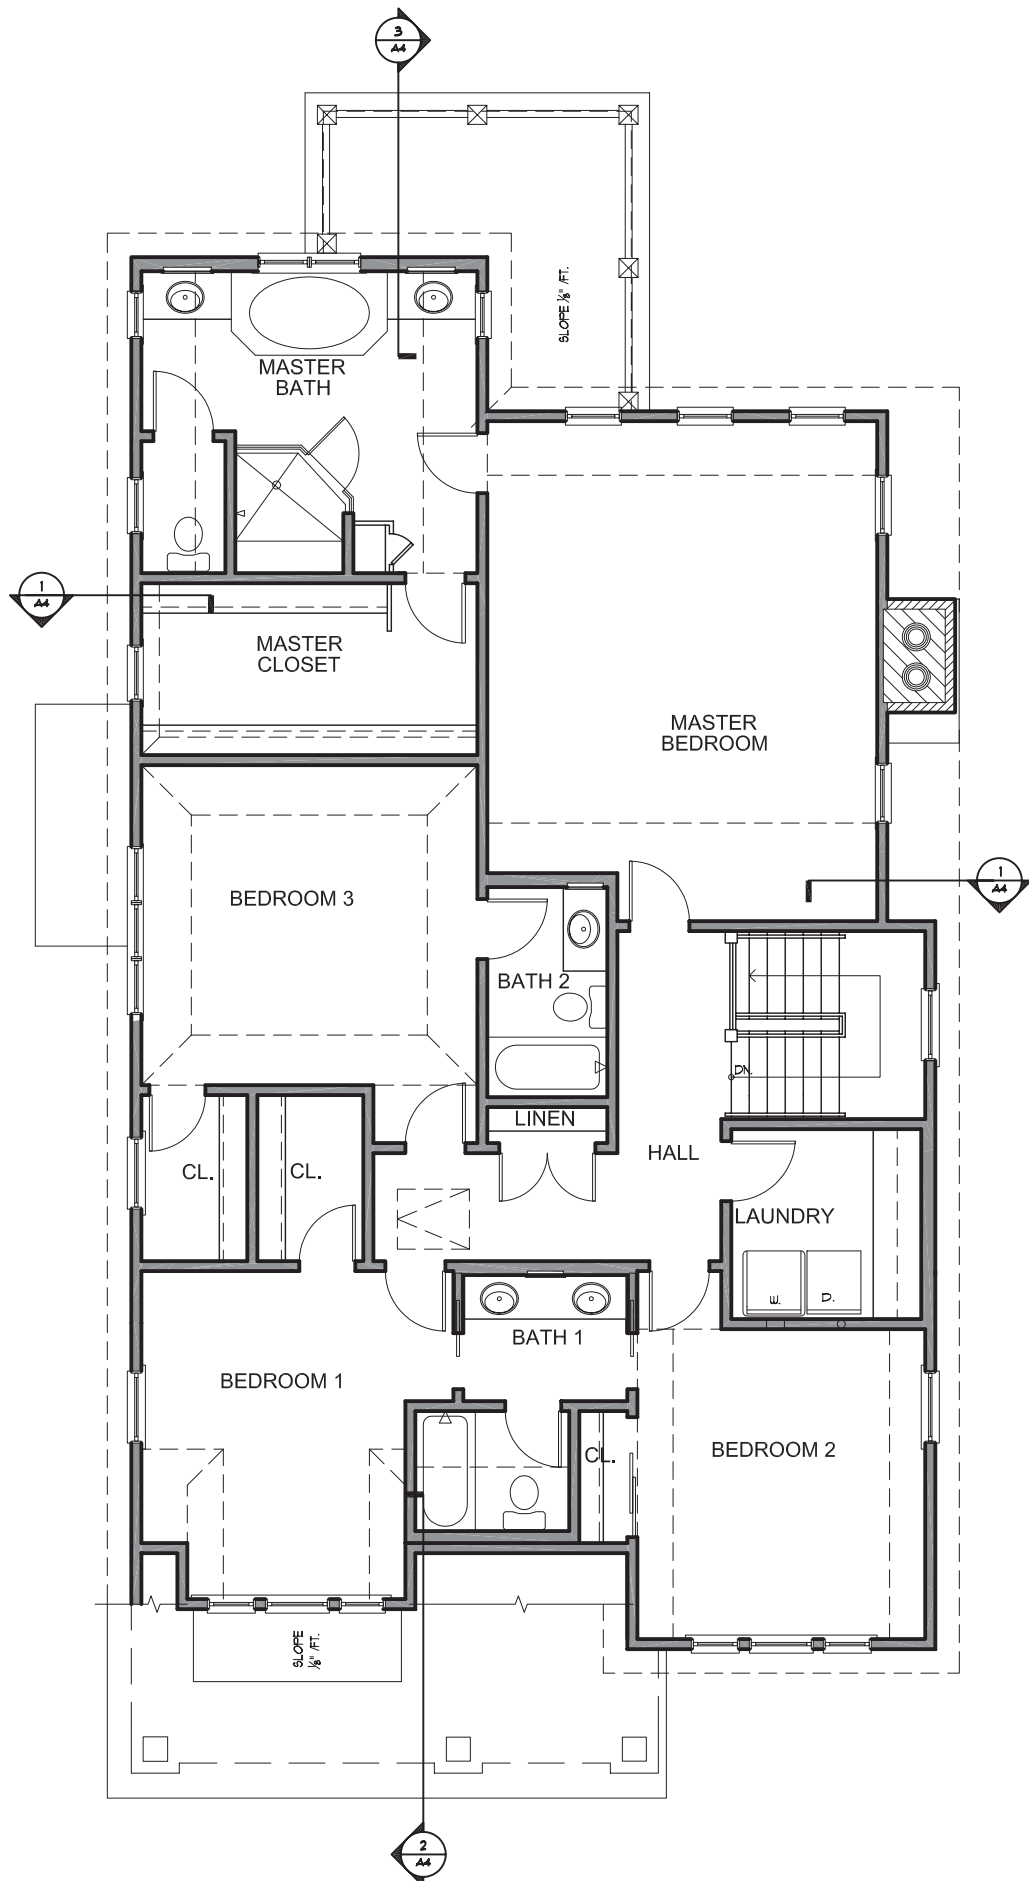 3
A4
SLOPE ⅛" /FT.
MASTER
BATH
1
A4
MASTER
CLOSET
MASTER
BEDROOM
1
A4
BEDROOM 3
BATH 2
DN.
LINEN
HALL
CL.
CL.
LAUNDRY
W.
D.
BATH 1
BEDROOM 1
BEDROOM 2
CL.
SLOPE
⅛" /FT.
2
A4